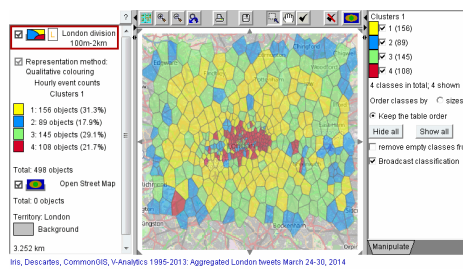 ?
London division
100m-2km
Representation method:
Qualitative colouring
Hourly event counts
Clusters 1
1: 156 objects (31.3%)
2: 89 objects (17.9%)
3: 145 objects (29.1%)
4: 108 objects (21.7%)
Total: 498 objects
Open Street Map
Total: 0 objects
Territory: London
Background
3.252 km
Clusters 1
1 (156)
2 (89)
3 (145)
4 (108)
4 classes in total; 4 shown
Order classes by sizes
Keep the table order
Hide all Show all
remove empty classes fr
Broadcast classification
Manipulate
Iris, Descartes, CommonGIS, V-Analytics 1995-2013: Aggregated London tweets March 24-30, 2014